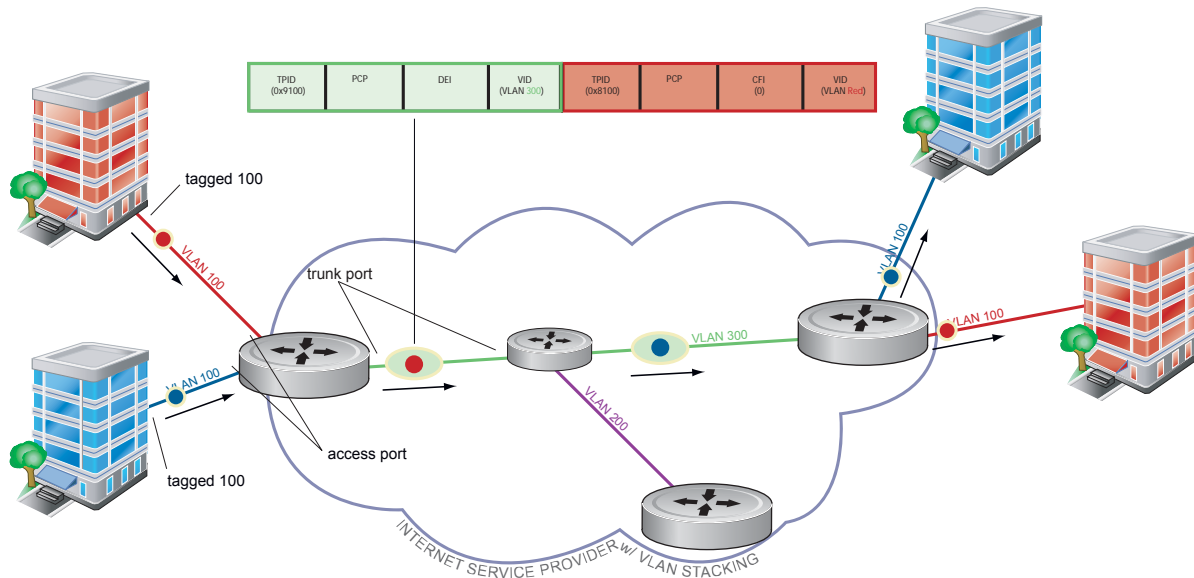 TPID
(0x9100)
PCP
DEI
VID
(VLAN 300)
TPID
(0x8100)
PCP
CFI
(0)
VID
(VLAN Red)
tagged 100
VLAN 100
trunk port
VLAN 100
VLAN 100
VLAN 300
VLAN 100
VLAN 200
access port
tagged 100
INTERNET SERVICE PROVIDER w/ VLAN STACKING